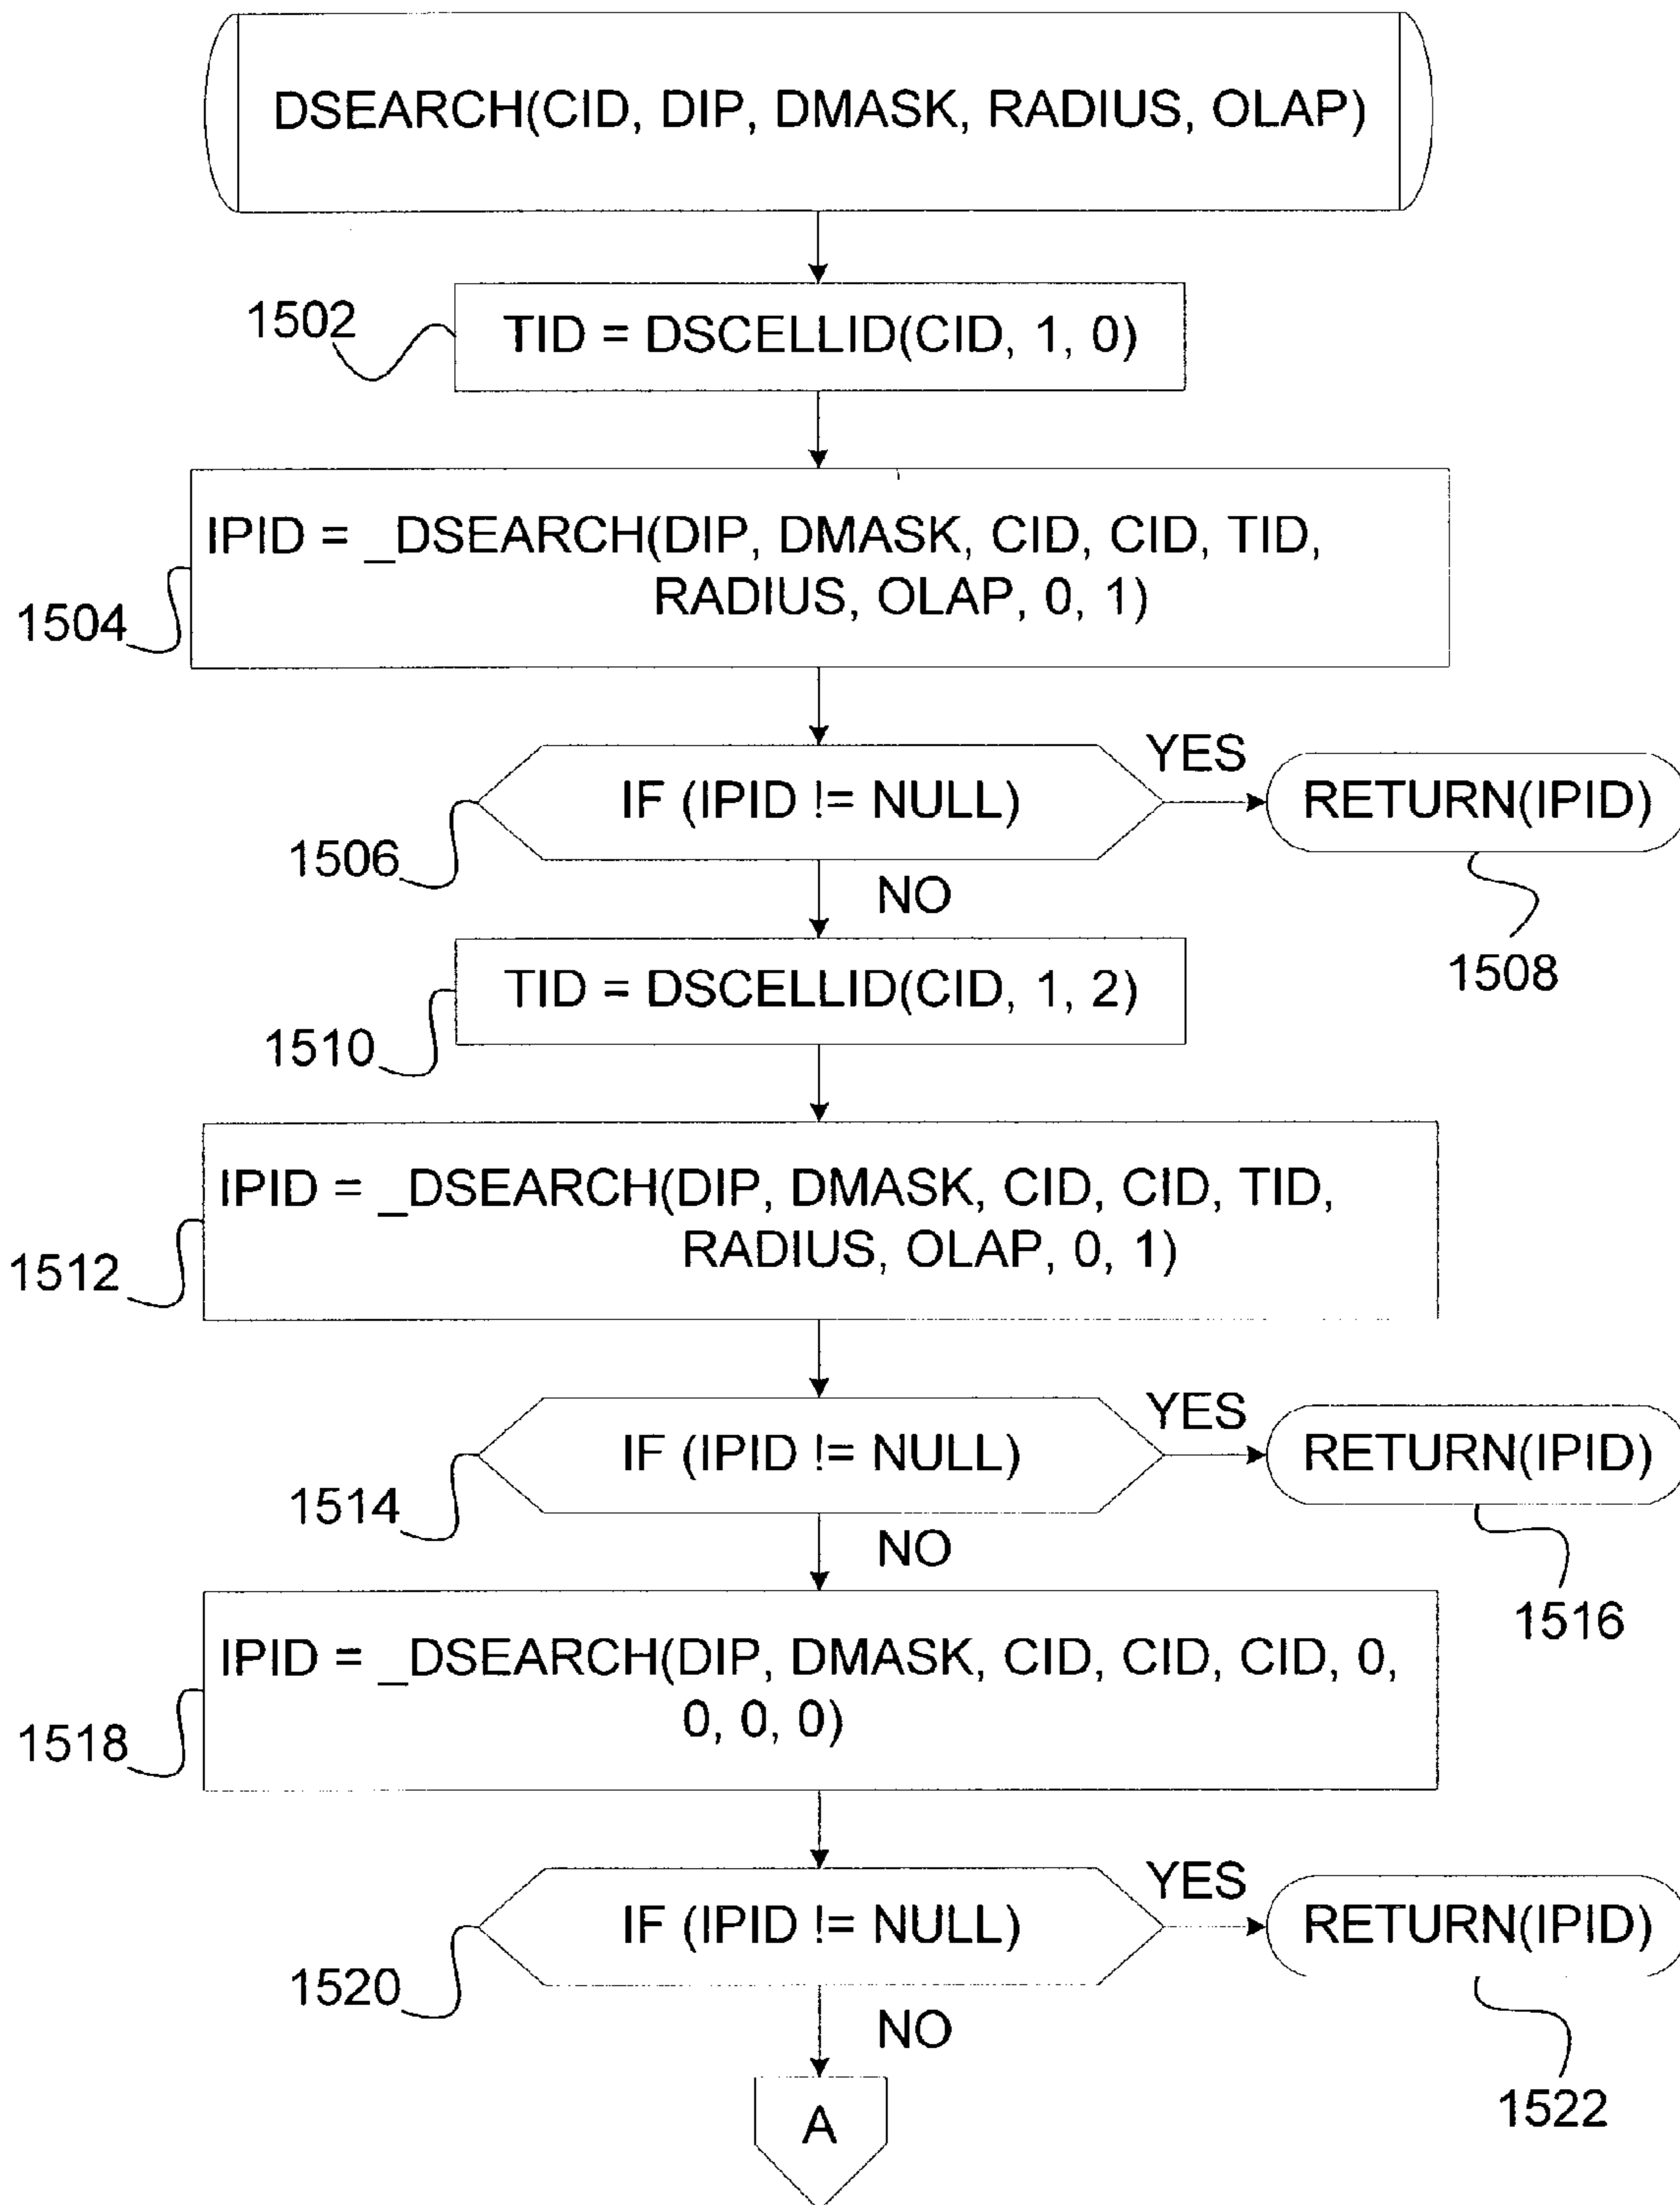 DSEARCH(CID, DIP, DMASK, RADIUS, OLAP)
1502
TID = DSCELLID(CID, 1, 0)
IPID = _DSEARCH(DIP, DMASK, CID, CID, TID,
RADIUS, OLAP, 0, 1)
1504
YES
IF (IPID != NULL)
RETURN(IPID)
1506
NO
1508
TID = DSCELLID(CID, 1, 2)
1510
IPID = _DSEARCH(DIP, DMASK, CID, CID, TID,
RADIUS, OLAP, 0, 1)
1512
YES
IF (IPID != NULL)
RETURN(IPID)
1514
NO
1516
IPID = _DSEARCH(DIP, DMASK, CID, CID, CID, 0,
0, 0, 0)
1518
YES
IF (IPID != NULL)
RETURN(IPID)
1520
NO
1522
A